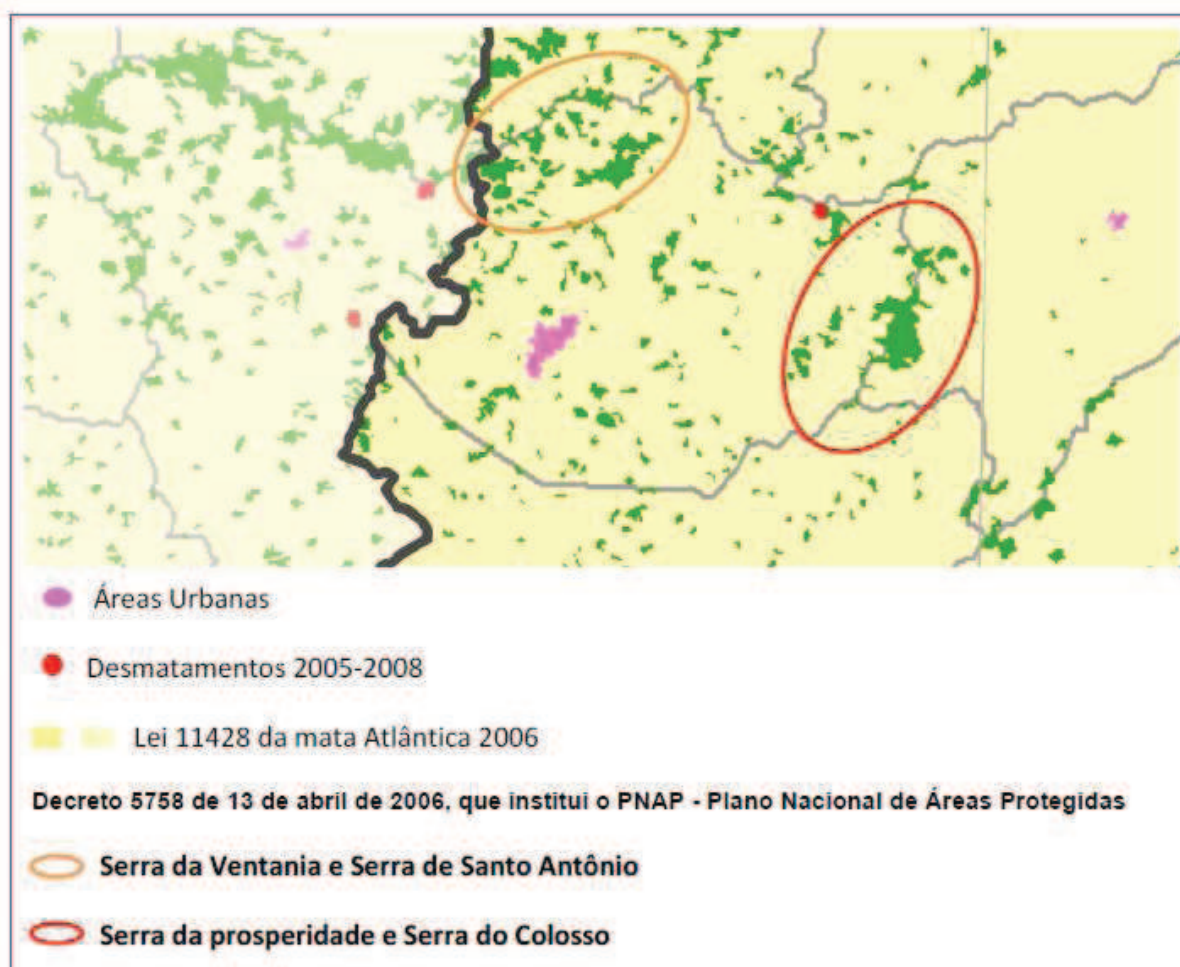 Áreas Urbanas
Desmatamentos 2005-2008
Lei 11428 da mata Atlântica 2006
Decreto 5758 de 13 de abril de 2006, que institui o PNAP - Plano Nacional de Áreas Protegidas
Serra da Ventania e Serra de Santo Antônio
Serra da prosperidade e Serra do Colosso